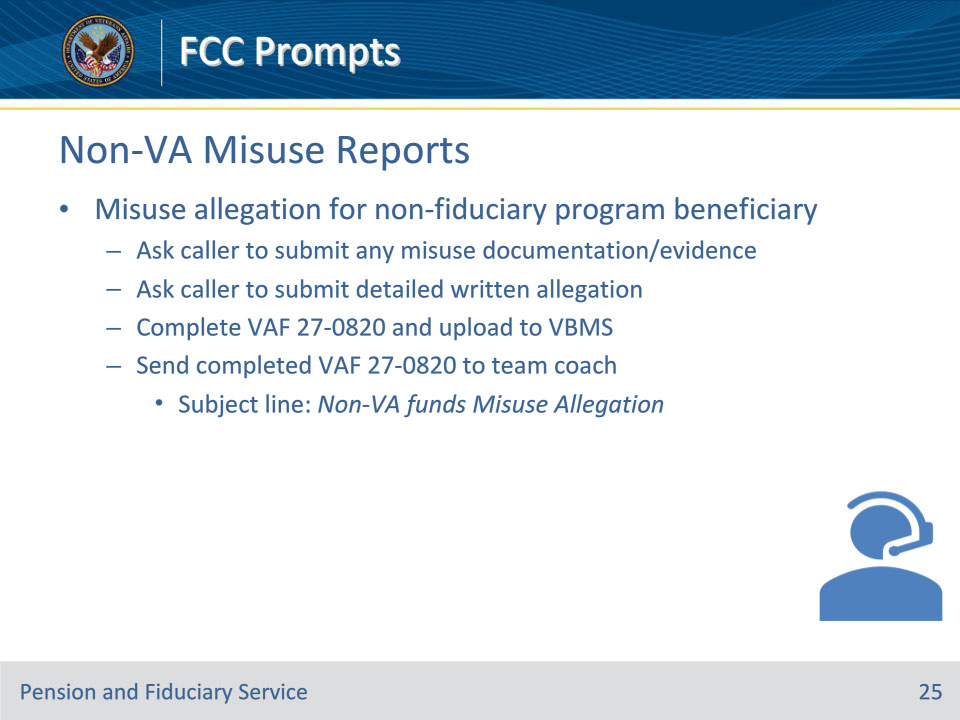 FCC Prompts
Non-VA Misuse Reports
• Misuse allegation for non-fiduciary program beneficiary
– Ask caller to submit any misuse documentation/evidence
– Ask caller to submit detailed written allegation
– Complete VAF 27-0820 and upload to VBMS
– Send completed VAF 27-0820 to team coach
• Subject line: Non-VA funds Misuse Allegation
Pension and Fiduciary Service
25